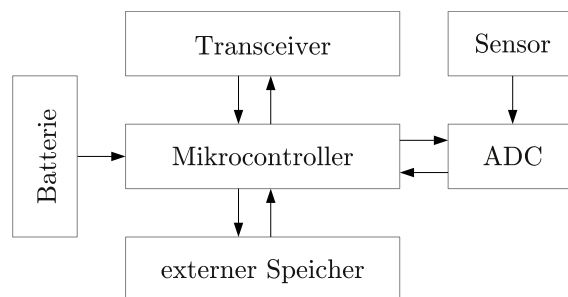 Transceiver
Sensor
Batterie
Mikrocontroller
ADC
externer Speicher